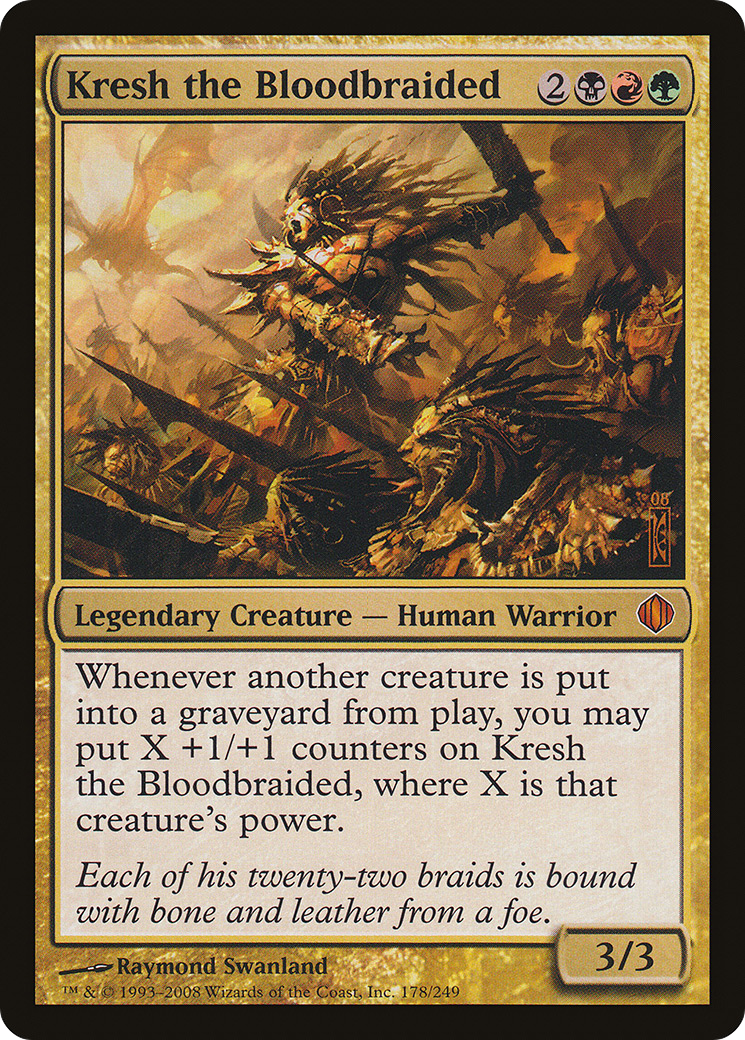 Kresh the Bloodbraided 2
'08
Legendary Creature — Human Warrior
Whenever another creature is put
into a graveyard from play, you may
put X +1/+1 counters on Kresh
the Bloodbraided, where X is that
creature's power.
Each of his twenty-two braids is bound
with bone and leather from a foe.
3/3
Raymond Swanland
™ & © 1993–2008 Wizards of the Coast, Inc. 178/249